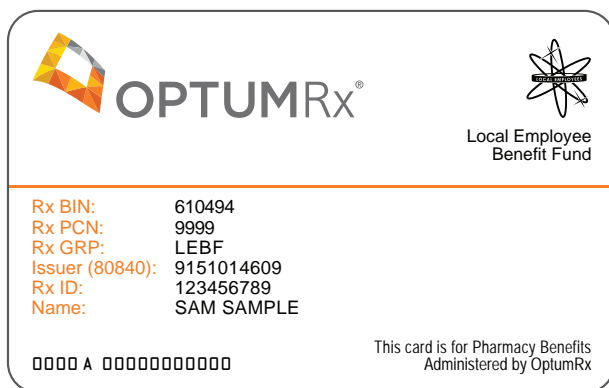 OPTUMRx®
LOCAL EMPLOYEES
Local Employee
Benefit Fund
Rx BIN: 610494
Rx PCN: 9999
Rx GRP: LEBF
Issuer (80840): 9151014609
Rx ID: 123456789
Name: SAM SAMPLE
0000 A 00000000000
This card is for Pharmacy Benefits
Administered by OptumRx